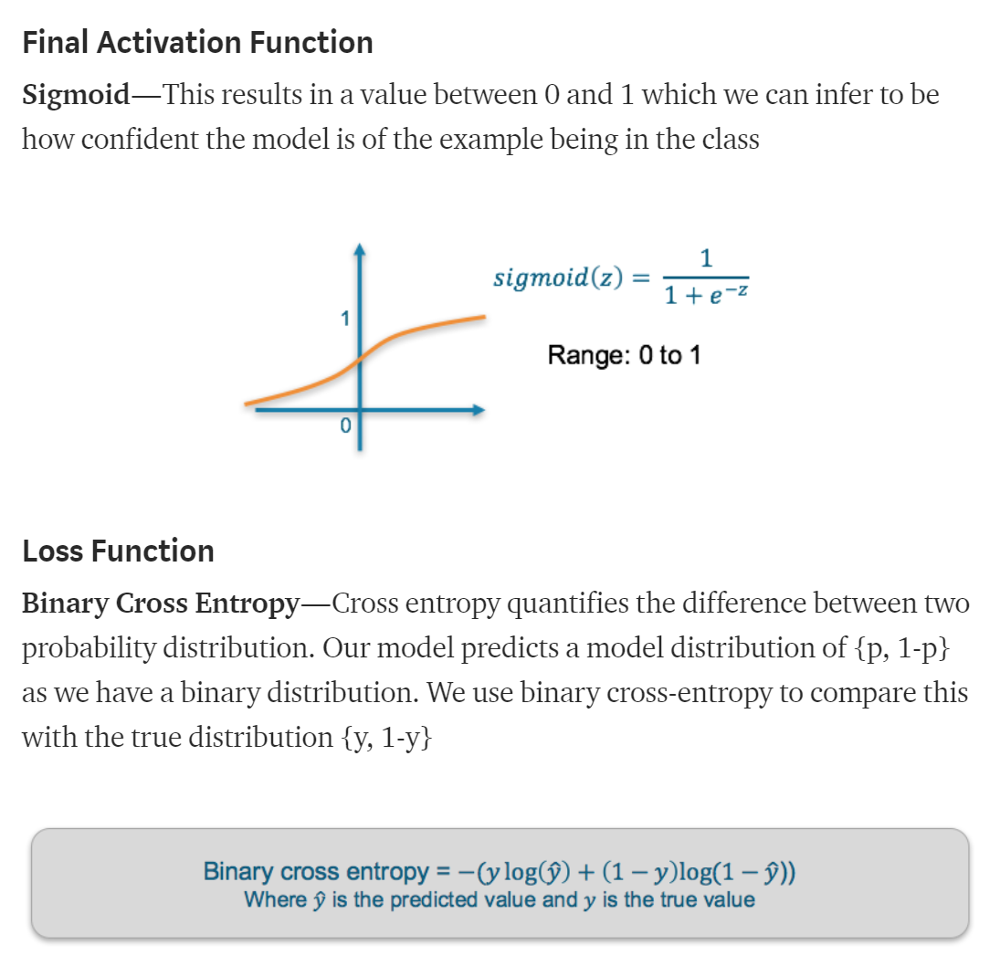 Final Activation Function
Sigmoid—This results in a value between 0 and 1 which we can infer to be
how confident the model is of the example being in the class
sigmoid(z) = 1 / (1 + e^{−z})
1
Range: 0 to 1
0
Loss Function
Binary Cross Entropy—Cross entropy quantifies the difference between two
probability distribution. Our model predicts a model distribution of {p, 1-p}
as we have a binary distribution. We use binary cross-entropy to compare this
with the true distribution {y, 1-y}
Binary cross entropy = −(y log(ŷ) + (1 − y)log(1 − ŷ))
Where ŷ is the predicted value and y is the true value